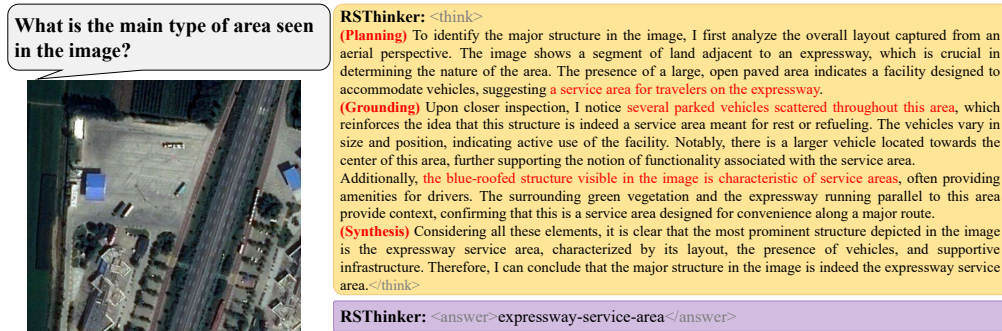 What is the main type of area seen
in the image?
RSThinker: <think>
(Planning) To identify the major structure in the image, I first analyze the overall layout captured from an
aerial perspective. The image shows a segment of land adjacent to an expressway, which is crucial in
determining the nature of the area. The presence of a large, open paved area indicates a facility designed to
accommodate vehicles, suggesting a service area for travelers on the expressway.
(Grounding) Upon closer inspection, I notice several parked vehicles scattered throughout this area, which
reinforces the idea that this structure is indeed a service area meant for rest or refueling. The vehicles vary in
size and position, indicating active use of the facility. Notably, there is a larger vehicle located towards the
center of this area, further supporting the notion of functionality associated with the service area.
Additionally, the blue-roofed structure visible in the image is characteristic of service areas, often providing
amenities for drivers. The surrounding green vegetation and the expressway running parallel to this area
provide context, confirming that this is a service area designed for convenience along a major route.
(Synthesis) Considering all these elements, it is clear that the most prominent structure depicted in the image
is the expressway service area, characterized by its layout, the presence of vehicles, and supportive
infrastructure. Therefore, I can conclude that the major structure in the image is indeed the expressway service
area.</think>
RSThinker: <answer>expressway-service-area</answer>